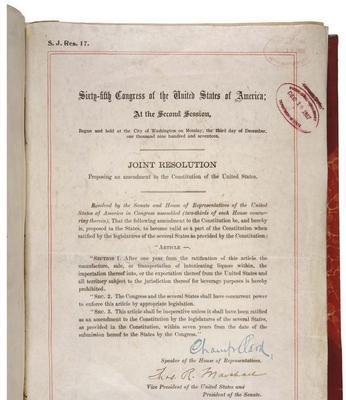 S. J. Res. 17.
Sixty-fifth Congress of the United States of America;
At the Second Session,
Begun and held at the City of Washington on Monday, the third day of December,
one thousand nine hundred and seventeen.
JOINT RESOLUTION
Proposing an amendment to the Constitution of the United States.
Resolved by the Senate and House of Representatives of the United
States of America in Congress assembled (two-thirds of each House concur-
ring therein), That the following amendment to the Constitution be, and hereby
is, proposed to the States, to become valid as a part of the Constitution when
ratified by the legislatures of the several States as provided by the Constitution:
"ARTICLE —.
"SECTION 1. After one year from the ratification of this article the
manufacture, sale, or transportation of intoxicating liquors within, the
importation thereof into, or the exportation thereof from the United States and
all territory subject to the jurisdiction thereof for beverage purposes is hereby
prohibited.
"SEC. 2. The Congress and the several States shall have concurrent power
to enforce this article by appropriate legislation.
"SEC. 3. This article shall be inoperative unless it shall have been ratified
as an amendment to the Constitution by the legislatures of the several States,
as provided in the Constitution, within seven years from the date of the
submission hereof to the States by the Congress.
Champ Clark
Speaker of the House of Representatives.
Thos. R. Marshall
Vice President of the United States and
President of the Senate.